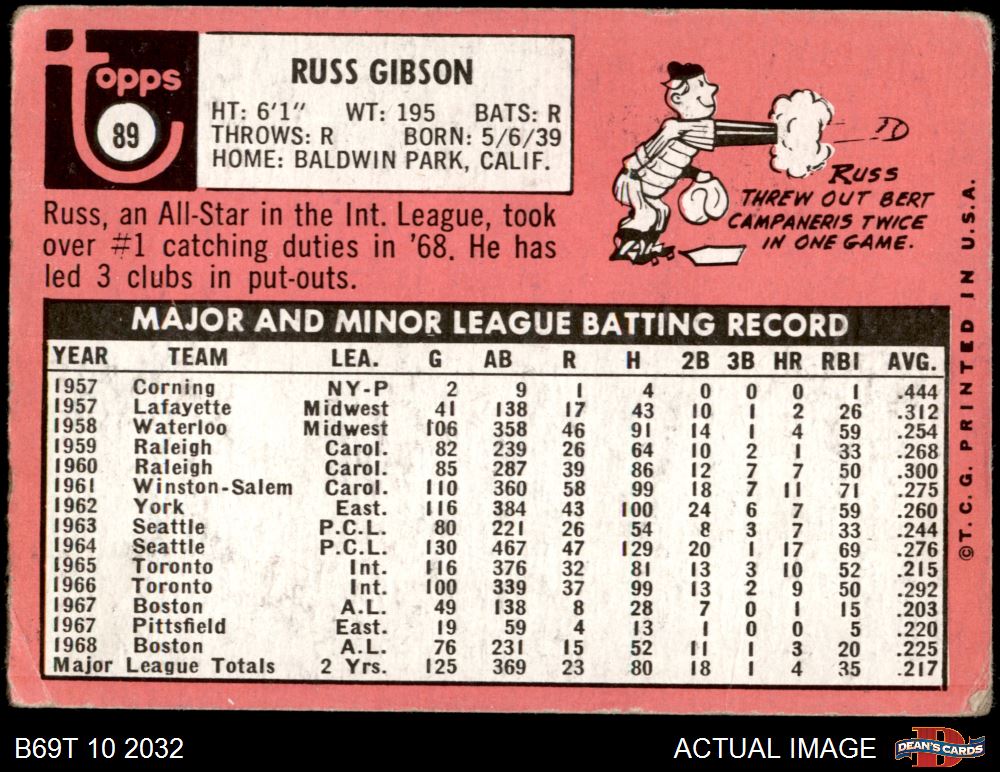 topps
89
RUSS GIBSON
HT: 6'1" WT: 195 BATS: R
THROWS: R BORN: 5/6/39
HOME: BALDWIN PARK, CALIF.
RUSS
THREW OUT BERT
CAMPANERIS TWICE
IN ONE GAME.
Russ, an All-Star in the Int. League, took
over #1 catching duties in '68. He has
led 3 clubs in put-outs.
MAJOR AND MINOR LEAGUE BATTING RECORD
YEAR TEAM LEA. G AB R H 2B 3B HR RBI AVG.
1957 Corning NY-P 2 9 1 4 0 0 0 1 .444
1957 Lafayette Midwest 41 138 17 43 10 1 2 26 .312
1958 Waterloo Midwest 106 358 46 91 14 1 4 59 .254
1959 Raleigh Carol. 82 239 26 64 10 2 1 33 .268
1960 Raleigh Carol. 85 287 39 86 12 7 7 50 .300
1961 Winston-Salem Carol. 110 360 58 99 18 7 11 71 .275
1962 York East. 116 384 43 100 24 6 7 59 .260
1963 Seattle P.C.L. 80 221 26 54 8 3 7 33 .244
1964 Seattle P.C.L. 130 467 47 129 20 1 17 69 .276
1965 Toronto Int. 116 376 32 81 13 3 10 52 .215
1966 Toronto Int. 100 339 37 99 13 2 9 50 .292
1967 Boston A.L. 49 138 8 28 7 0 1 15 .203
1967 Pittsfield East. 19 59 4 13 1 0 0 5 .220
1968 Boston A.L. 76 231 15 52 11 1 3 20 .225
Major League Totals 2 Yrs. 125 369 23 80 18 1 4 35 .217
©T.C.G. PRINTED IN U.S.A.
B69T 10 2032
ACTUAL IMAGE
D
DEAN'S CARDS